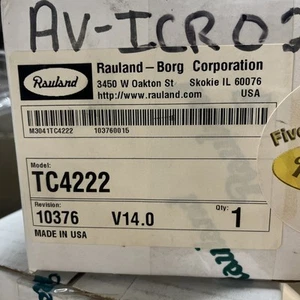 AV-ICR02
Rauland
Rauland-Borg Corporation
3450 W Oakton St Skokie IL 60076
http://www.rauland.com USA
M3041TC4222 103760015
Model:
TC4222
Revision: Qty:
10376 V14.0 1
MADE IN USA
Five